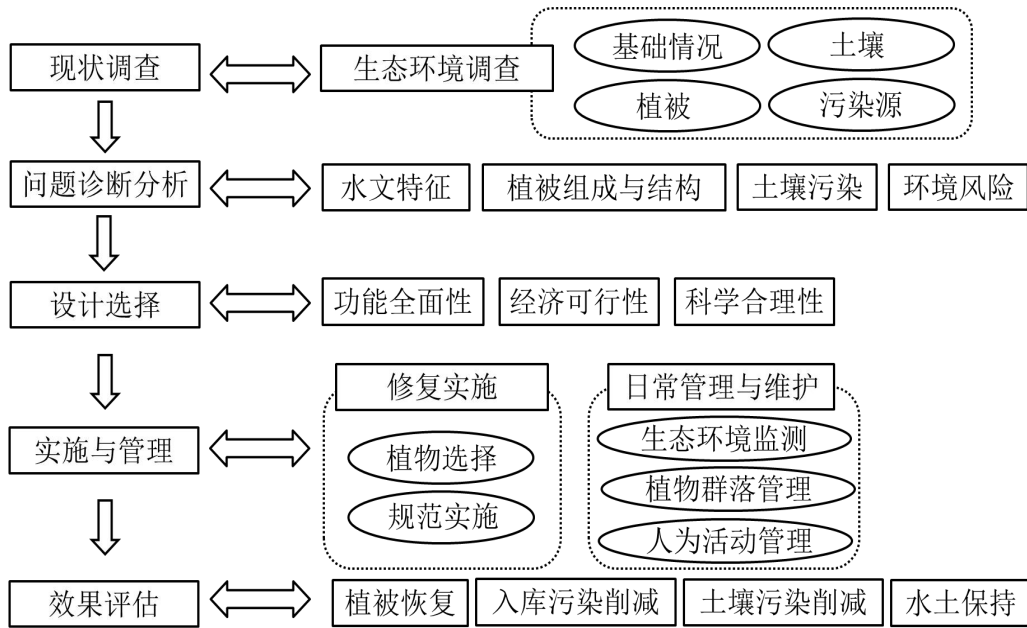 现状调查
生态环境调查
基础情况
土壤
植被
污染源
问题诊断分析
水文特征
植被组成与结构
土壤污染
环境风险
设计选择
功能全面性
经济可行性
科学合理性
实施与管理
修复实施
植物选择
规范实施
日常管理与维护
生态环境监测
植物群落管理
人为活动管理
效果评估
植被恢复
入库污染削减
土壤污染削减
水土保持